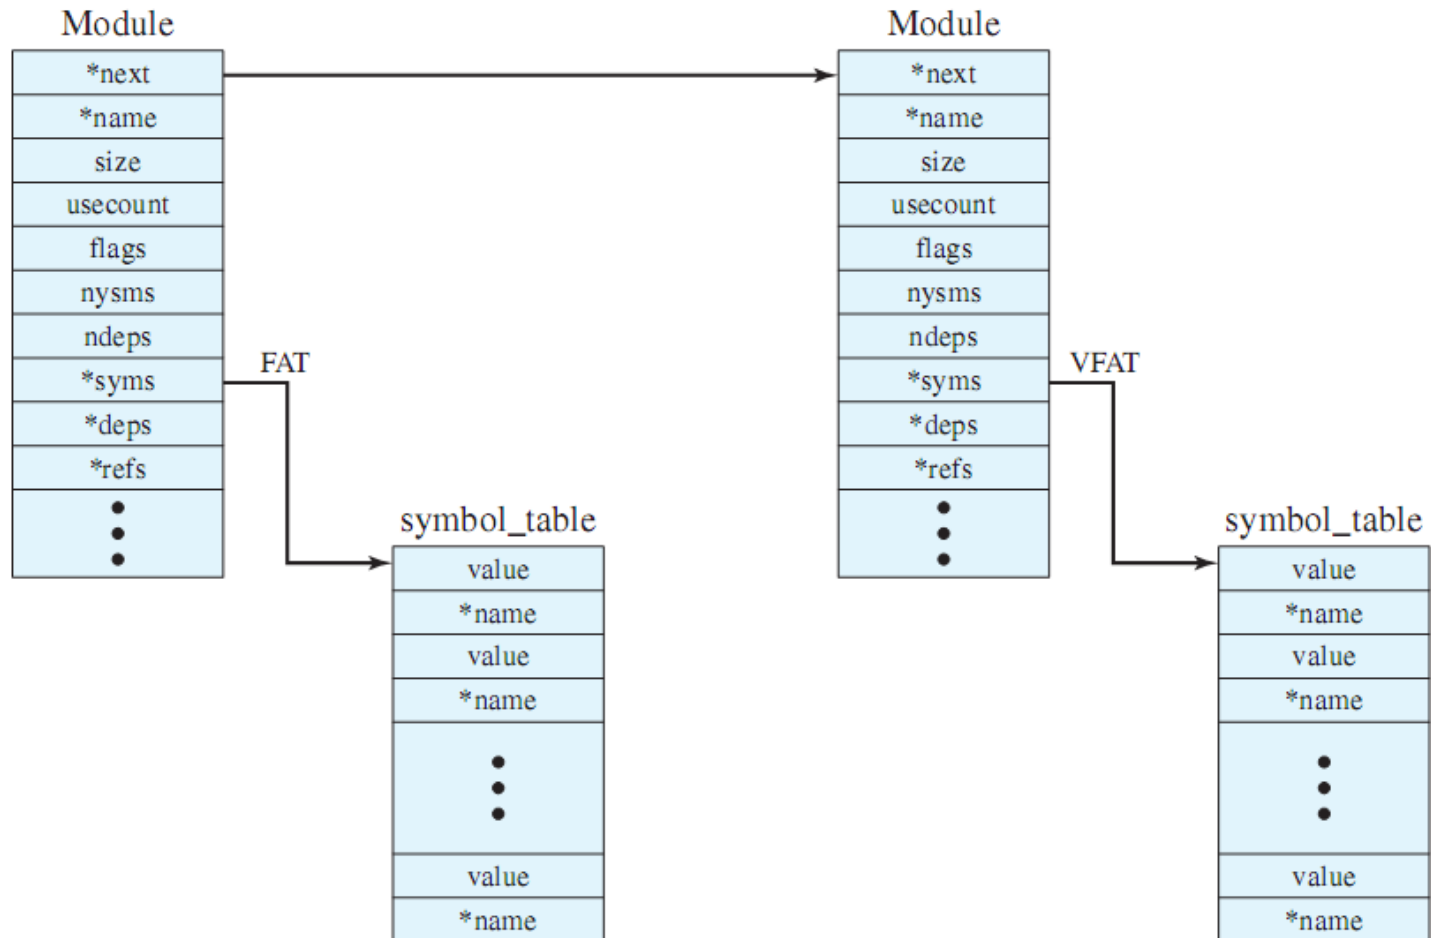 Module
*next
*name
size
usecount
flags
nysms
ndeps
*syms
*deps
*refs
FAT
symbol_table
value
*name
value
*name
value
*name
Module
*next
*name
size
usecount
flags
nysms
ndeps
*syms
*deps
*refs
VFAT
symbol_table
value
*name
value
*name
value
*name